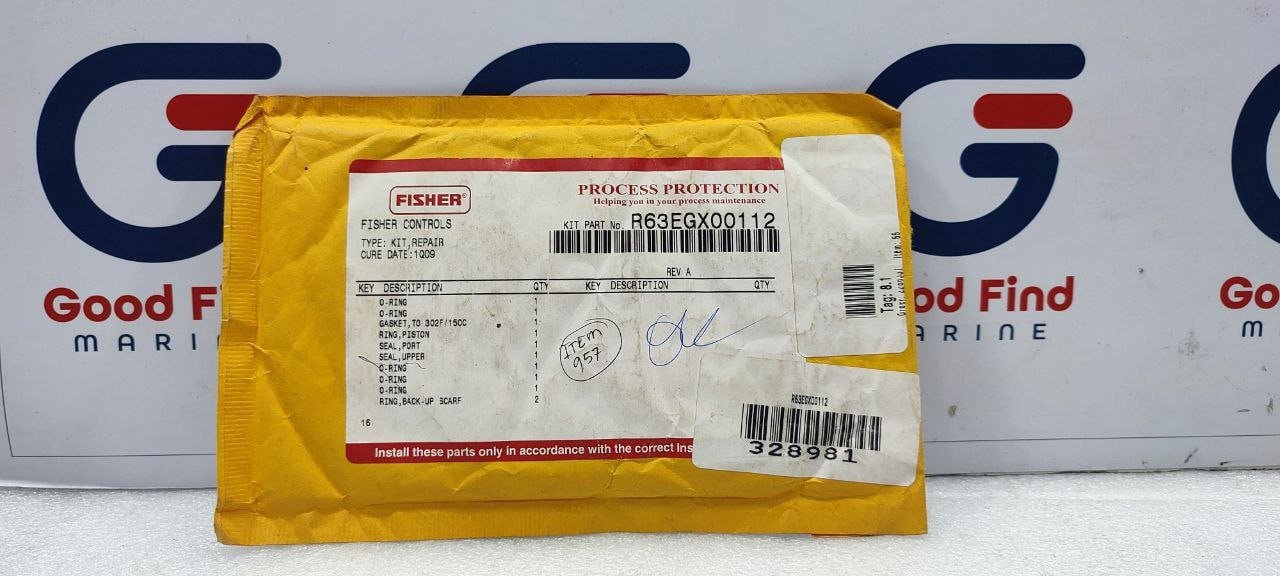 Good Find
MARINE
FISHER®
FISHER CONTROLS
TYPE: KIT,REPAIR
CURE DATE:1Q09
PROCESS PROTECTION
Helping you in your process maintenance
KIT PART No. R63EGX00112
REV A
KEY DESCRIPTION QTY KEY DESCRIPTION QTY
O-RING 1
O-RING 1
GASKET,TO 302F/150C 1
RING,PISTON 1
SEAL,PORT 1
SEAL,UPPER 1
O-RING 1
O-RING 1
O-RING 1
RING,BACK-UP SCARF 2
16
ITEM
957
Install these parts only in accordance with the correct Ins
Tag: 8.1
R63EGX00112
328981
od Find
MARINE
Go
M